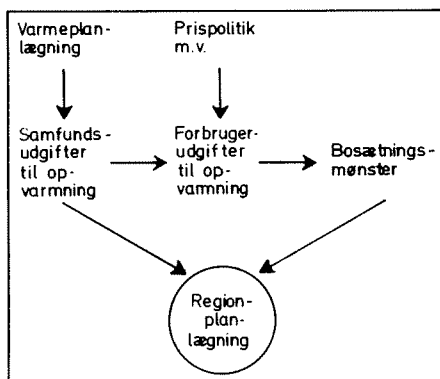 Varmeplan-
lægning
Prispolitik
m.v.
Samfunds-
udgifter
til op-
varmning
Forbruger-
udgifter
til op-
varmning
Bosætnings-
mønster
Region-
plan-
lægning